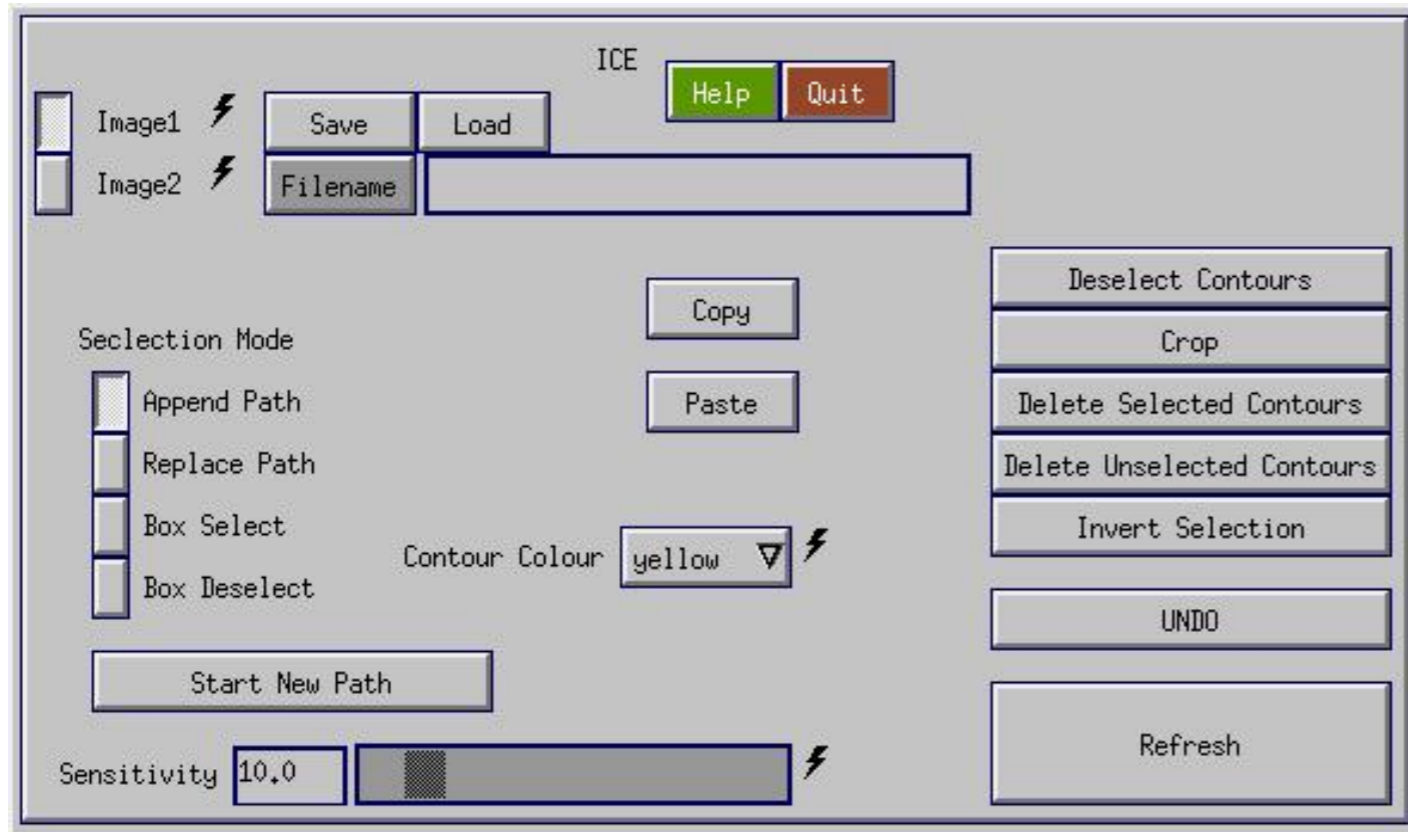 ICE
Help Quit
Image1 Save Load
Image2 Filename
Deselect Contours
Copy
Crop
Seclection Mode
Append Path
Paste
Delete Selected Contours
Replace Path
Delete Unselected Contours
Box Select
Invert Selection
Contour Colour yellow
Box Deselect
UNDO
Start New Path
Refresh
Sensitivity 10.0